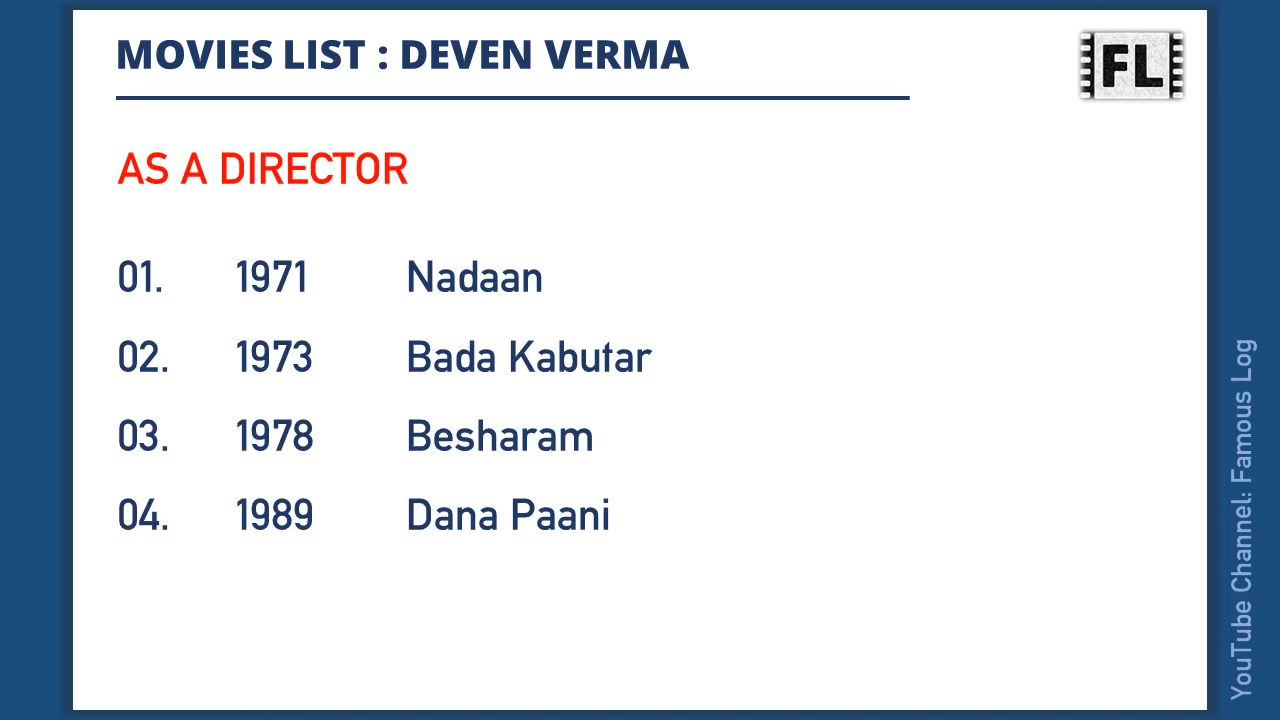 MOVIES LIST : DEVEN VERMA
FL
AS A DIRECTOR
01. 1971 Nadaan
02. 1973 Bada Kabutar
03. 1978 Besharam
04. 1989 Dana Paani
YouTube Channel: Famous Log